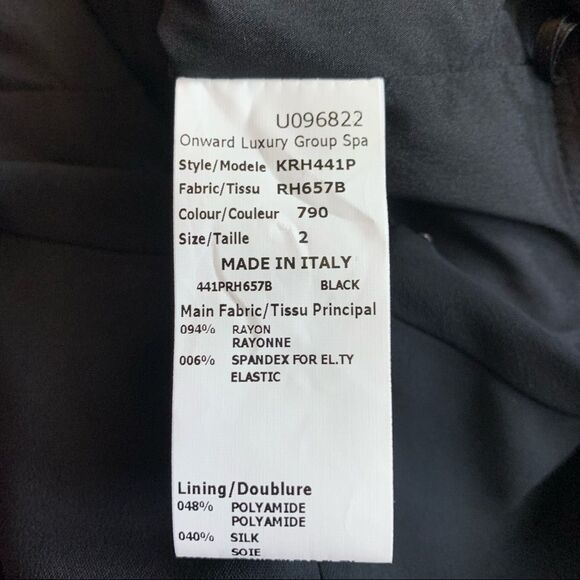 U096822
Onward Luxury Group Spa
Style/Modele KRH441P
Fabric/Tissu RH657B
Colour/Couleur 790
Size/Taille 2
MADE IN ITALY
441PRH657B BLACK
Main Fabric/Tissu Principal
094% RAYON
RAYONNE
006% SPANDEX FOR EL.TY
ELASTIC
Lining/Doublure
048% POLYAMIDE
POLYAMIDE
040% SILK
SOIE